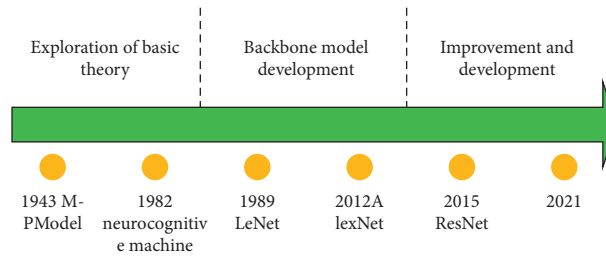 Exploration of basic
theory
Backbone model
development
Improvement and
development
1943 M-
PModel
1982
neurocognitiv
e machine
1989
LeNet
2012A
lexNet
2015
ResNet
2021